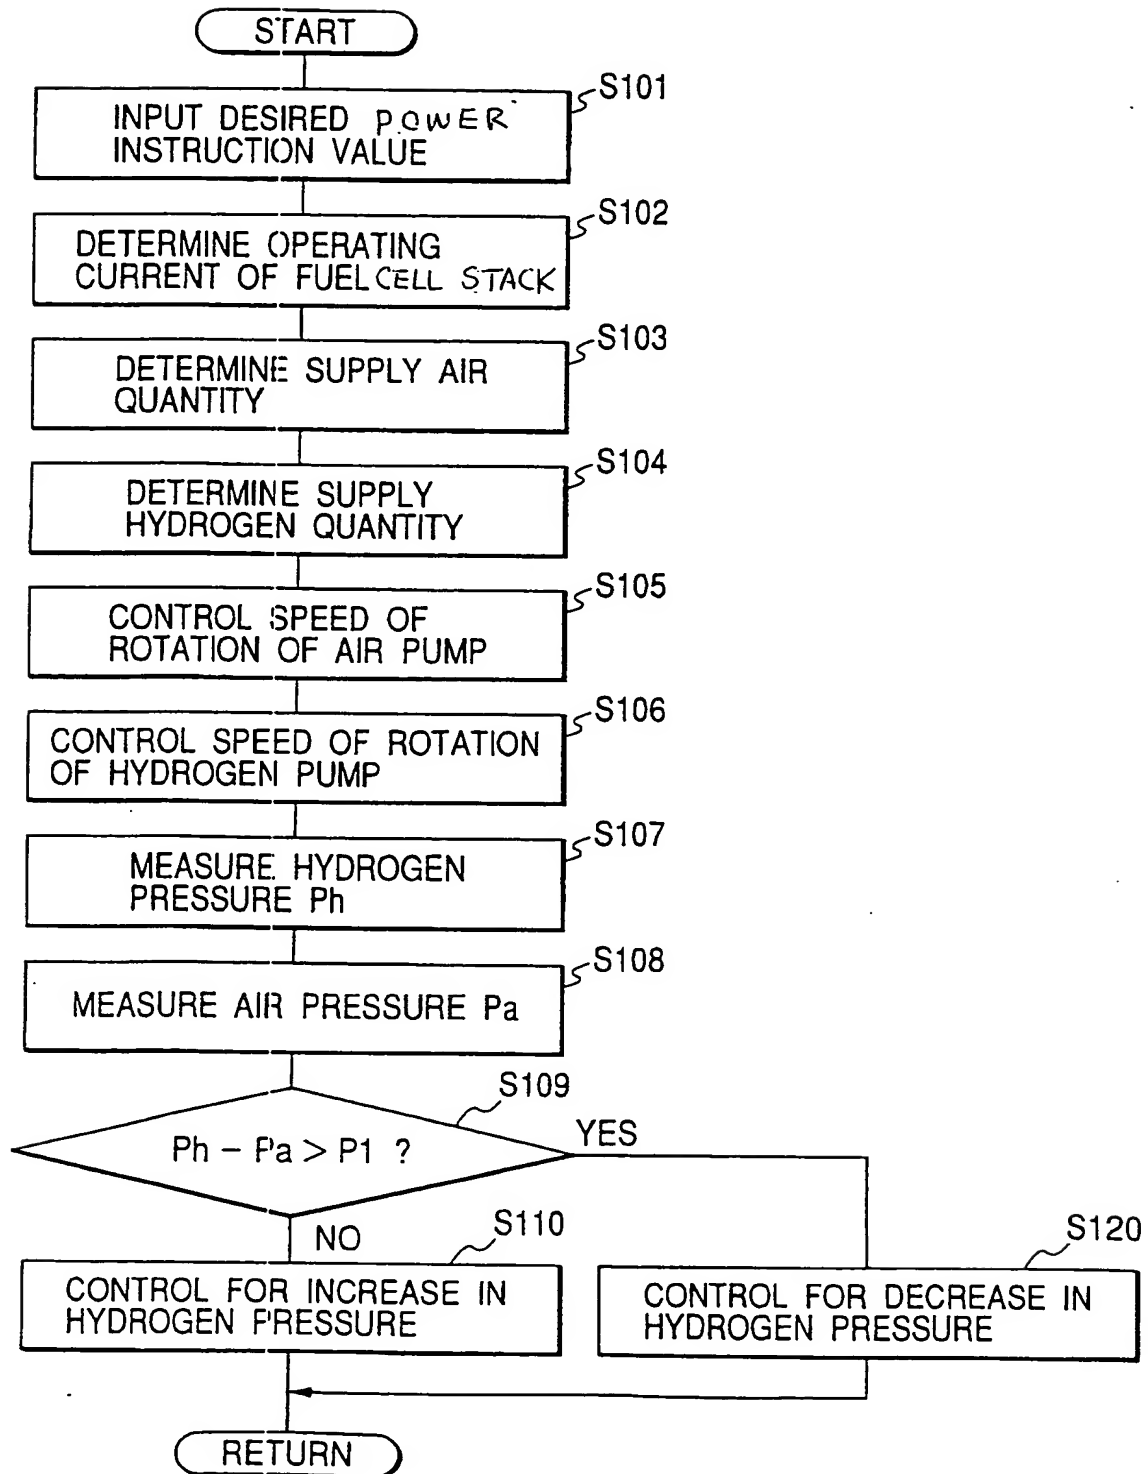 START
S101
INPUT DESIRED POWER
INSTRUCTION VALUE
S102
DETERMINE OPERATING
CURRENT OF FUEL CELL STACK
S103
DETERMINE SUPPLY AIR
QUANTITY
S104
DETERMINE SUPPLY
HYDROGEN QUANTITY
S105
CONTROL SPEED OF
ROTATION OF AIR PUMP
S106
CONTROL SPEED OF ROTATION
OF HYDROGEN PUMP
S107
MEASURE HYDROGEN
PRESSURE Ph
S108
MEASURE AIR PRESSURE Pa
S109
Ph – Pa > P1 ?
YES
NO
S110
CONTROL FOR INCREASE IN
HYDROGEN PRESSURE
S120
CONTROL FOR DECREASE IN
HYDROGEN PRESSURE
RETURN